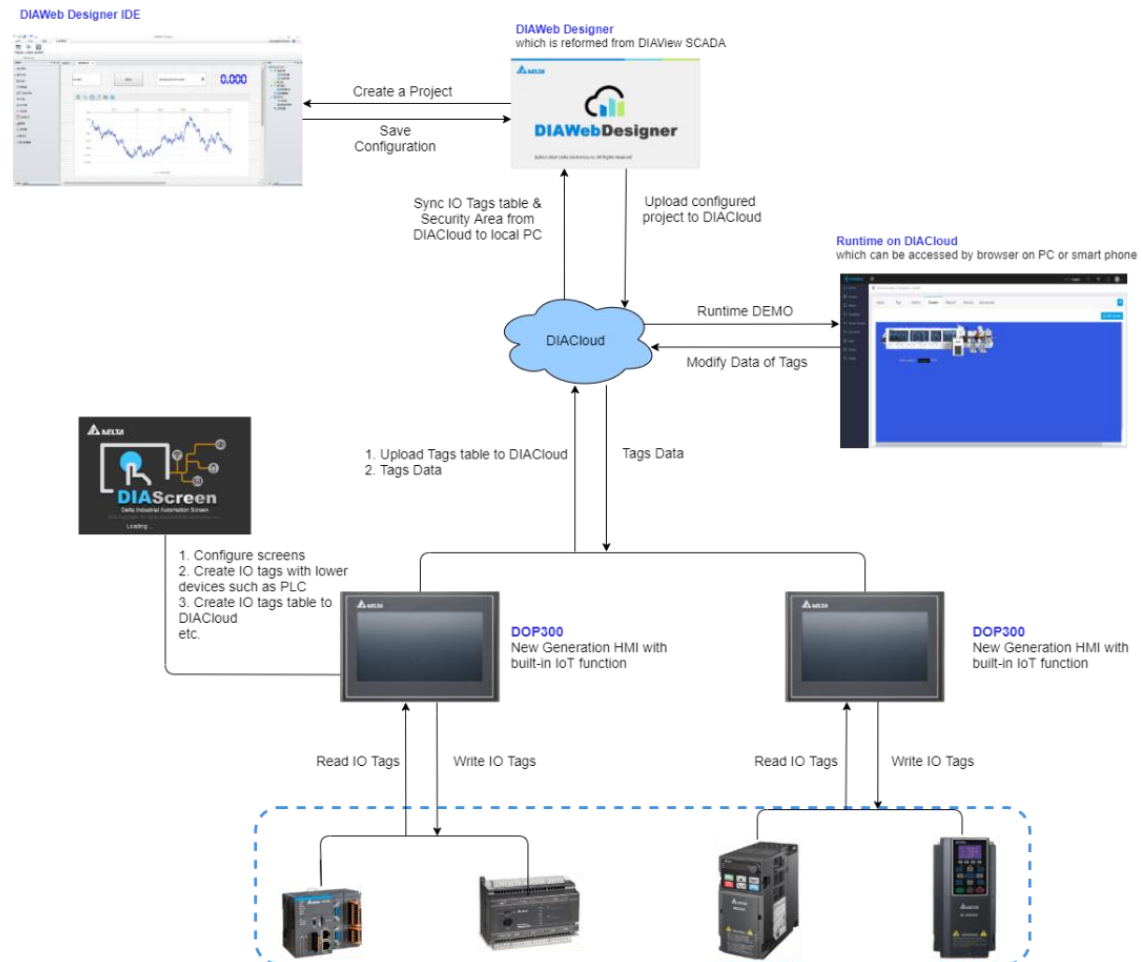 DIAWeb Designer IDE
DIAWeb Designer
which is reformed from DIAView SCADA
0.000
Create a Project
Save
Configuration
DELTA
DIAWebDesigner
Sync IO Tags table &
Security Area from
DIACloud to local PC
Upload configured
project to DIACloud
Runtime on DIACloud
which can be accessed by browser on PC or smart phone
DIACloud
Runtime DEMO
Modify Data of Tags
DELTA
DIAScreen
Delta Industrial Automation Screen
Loading ...
1. Upload Tags table to DIACloud
2. Tags Data
Tags Data
1. Configure screens
2. Create IO tags with lower
devices such as PLC
3. Create IO tags table to
DIACloud
etc.
DELTA
DOP300
New Generation HMI with
built-in IoT function
DELTA
DOP300
New Generation HMI with
built-in IoT function
Read IO Tags
Write IO Tags
Read IO Tags
Write IO Tags